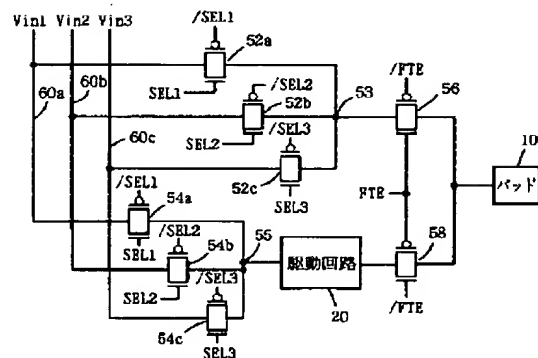 Vin1 Vin2 Vin3
/SEL1
52a
60b
60a
60c
SEL1
/SEL2
52b
53
/FTE
56
SEL2
/SEL3
10
52c
パッド
SEL3
FTE
/SEL1
54a
SEL1
/SEL2
54b
55
58
駆動回路
SEL2
/SEL3
20
/FTE
54c
SEL3